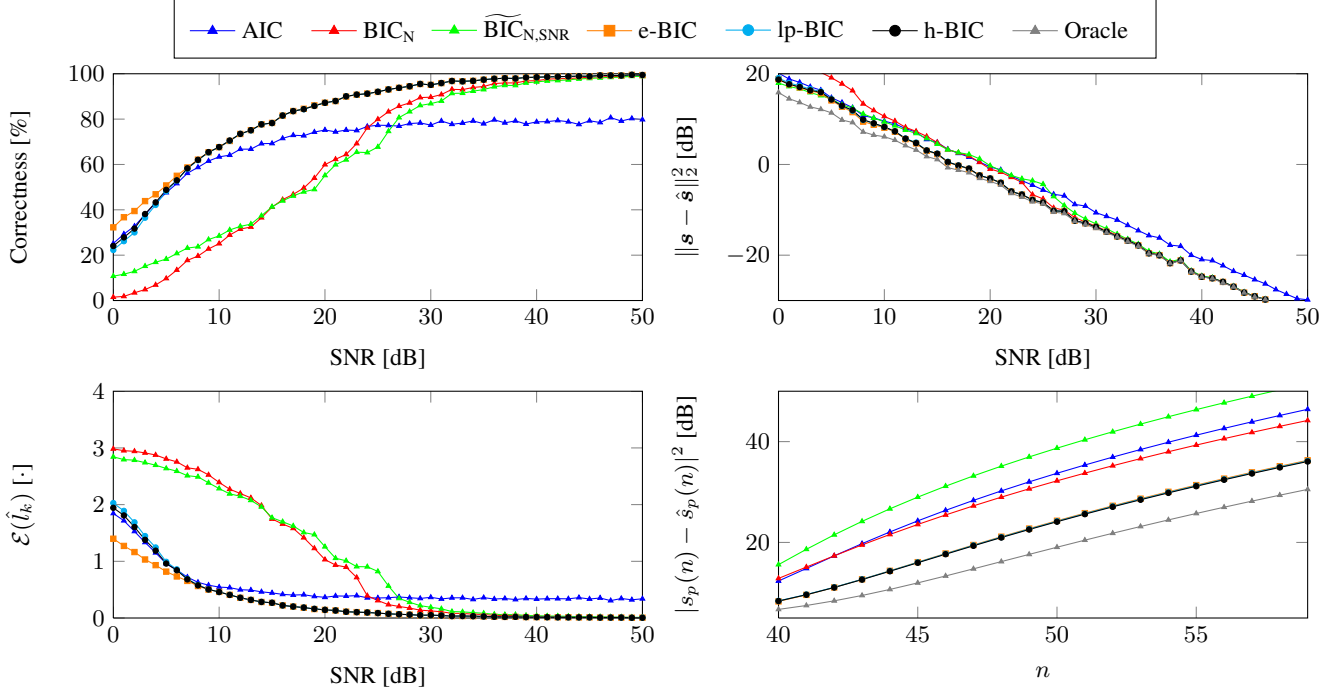 AIC BIC_N \widetilde{BIC}_{N,SNR} e-BIC lp-BIC h-BIC Oracle
Correctness [%]
100
80
60
40
20
0
0 10 20 30 40 50
SNR [dB]
‖s − ŝ‖₂² [dB]
20
0
−20
0 10 20 30 40 50
SNR [dB]
ℰ(l̂_k) [·]
4
3
2
1
0
0 10 20 30 40 50
SNR [dB]
|s_p(n) − ŝ_p(n)|² [dB]
40
20
40 45 50 55
n